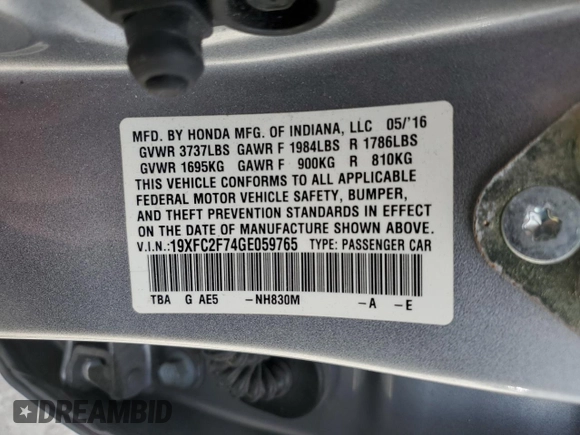 MFD. BY HONDA MFG. OF INDIANA, LLC 05/'16
GVWR 3737LBS GAWR F 1984LBS R 1786LBS
GVWR 1695KG GAWR F 900KG R 810KG
THIS VEHICLE CONFORMS TO ALL APPLICABLE
FEDERAL MOTOR VEHICLE SAFETY, BUMPER,
AND THEFT PREVENTION STANDARDS IN EFFECT
ON THE DATE OF MANUFACTURE SHOWN ABOVE.
V.I.N.:19XFC2F74GE059765 TYPE: PASSENGER CAR
TBA G AE5 -NH830M -A -E
DREAMBID